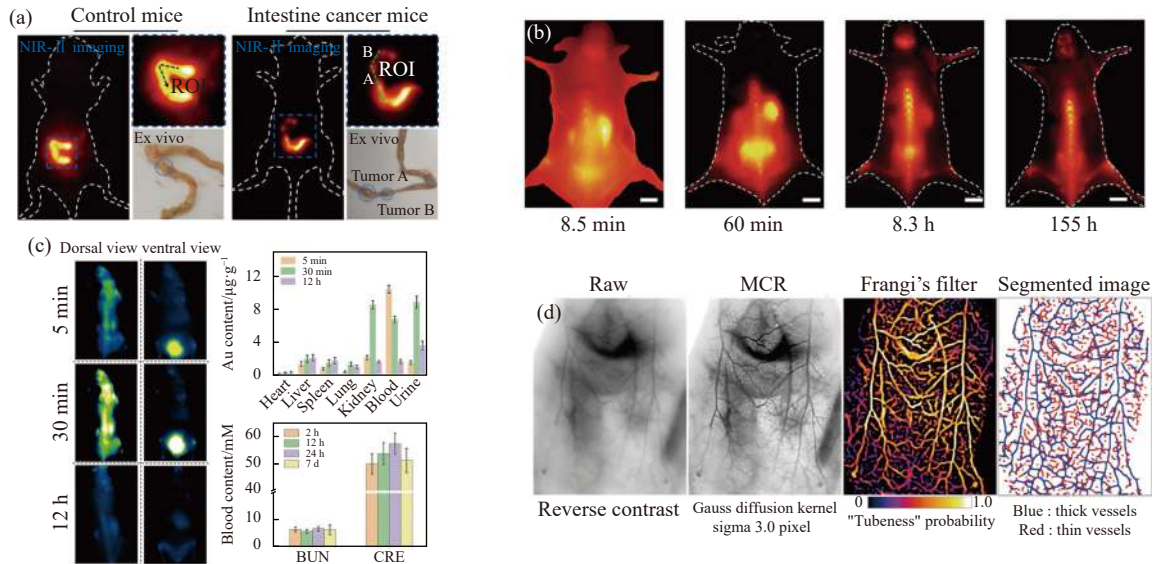 (a)
Control mice
Intestine cancer mice
NIR-Ⅱ imaging
ROI
Ex vivo
NIR-Ⅱ imaging
B
A
ROI
Ex vivo
Tumor A
Tumor B
(b)
8.5 min
60 min
8.3 h
155 h
(c)
Dorsal view ventral view
5 min
30 min
12 h
Au content/μg·g⁻¹
12
8
4
0
5 min
30 min
12 h
Heart
Liver
Spleen
Lung
Kidney
Blood
Urine
Blood content/mM
60
50
40
10
0
2 h
12 h
24 h
7 d
BUN
CRE
(d)
Raw
MCR
Frangi's filter
Segmented image
Reverse contrast
Gauss diffusion kernel
sigma 3.0 pixel
0
1.0
"Tubeness" probability
Blue : thick vessels
Red : thin vessels